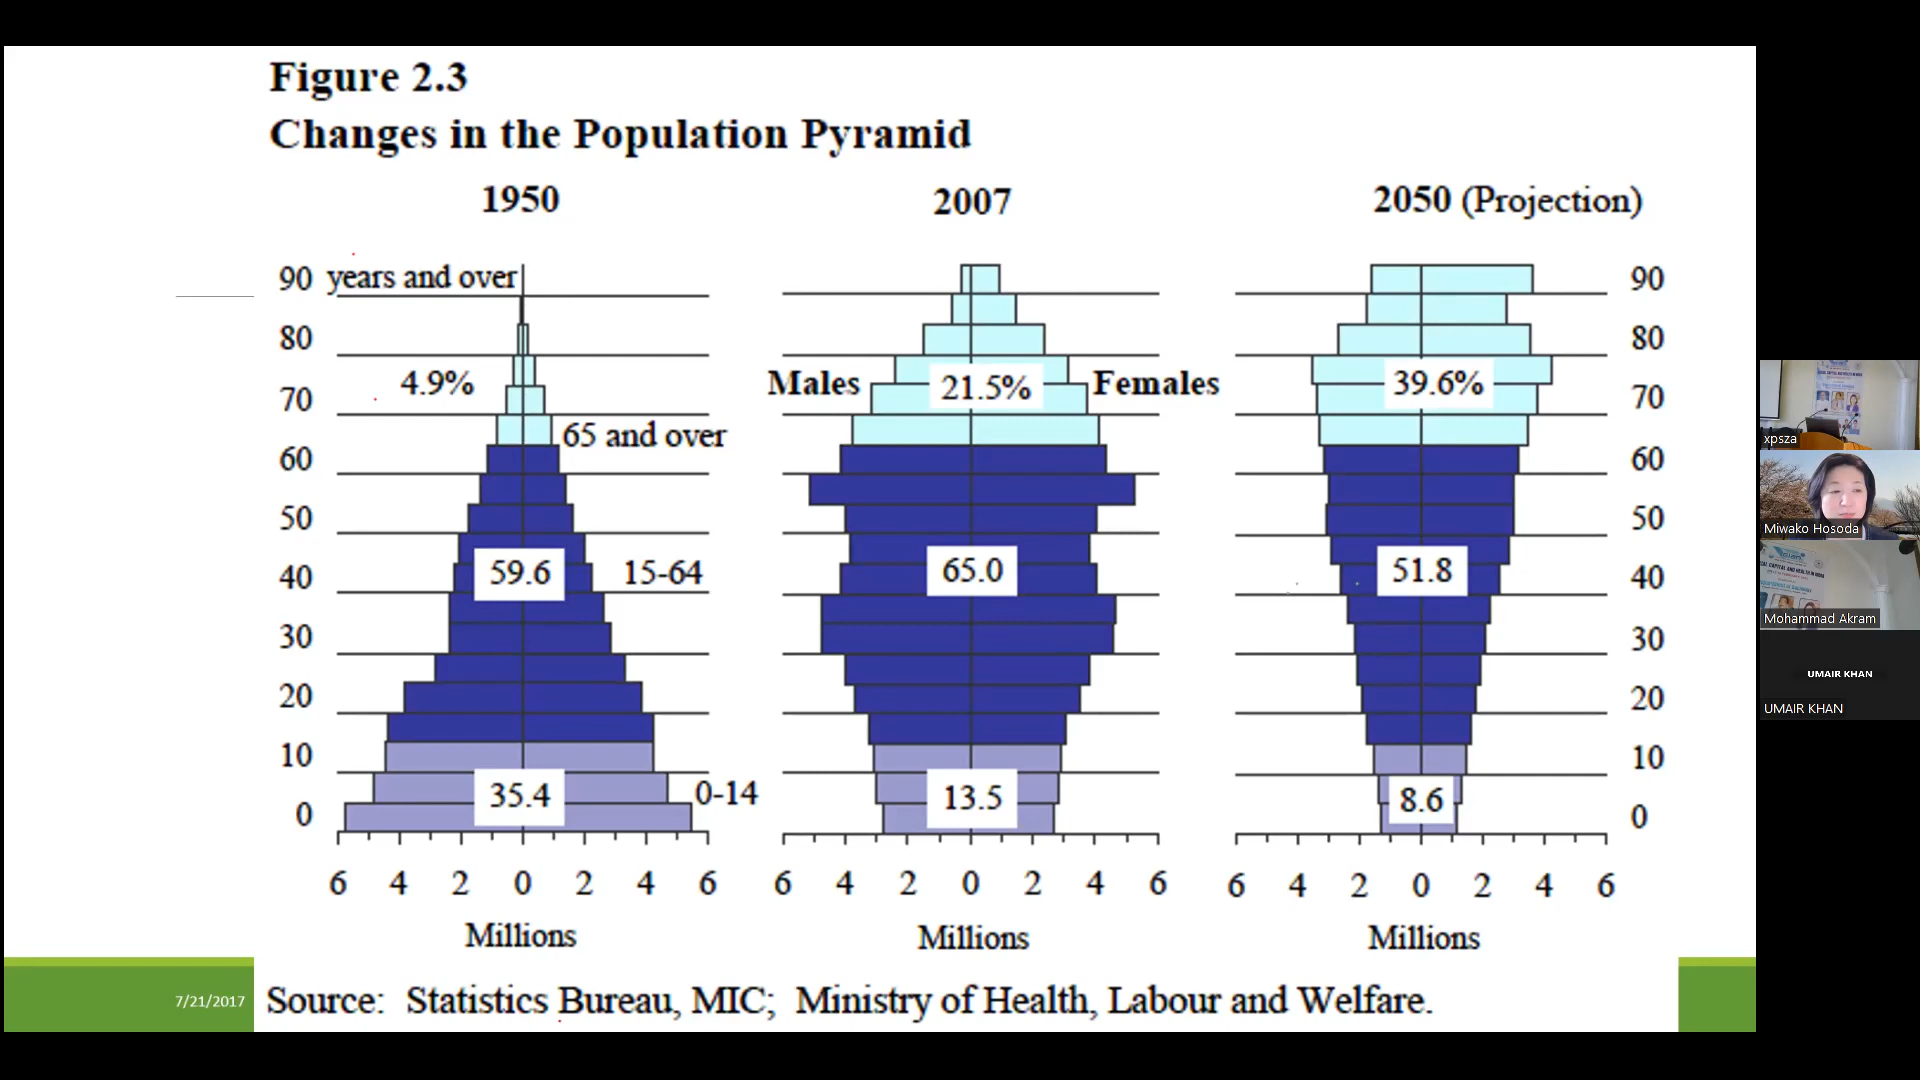 Figure 2.3
Changes in the Population Pyramid
1950
2007
2050 (Projection)
90 years and over
80
70
60
50
40
30
20
10
0
4.9%
65 and over
59.6
15-64
35.4
0-14
6 4 2 0 2 4 6
Millions
Males
21.5%
Females
65.0
13.5
6 4 2 0 2 4 6
Millions
39.6%
51.8
8.6
90
80
70
60
50
40
30
20
10
0
6 4 2 0 2 4 6
Millions
7/21/2017
Source: Statistics Bureau, MIC; Ministry of Health, Labour and Welfare.
xpsza
Miwako Hosoda
Mohammad Akram
UMAIR KHAN
UMAIR KHAN